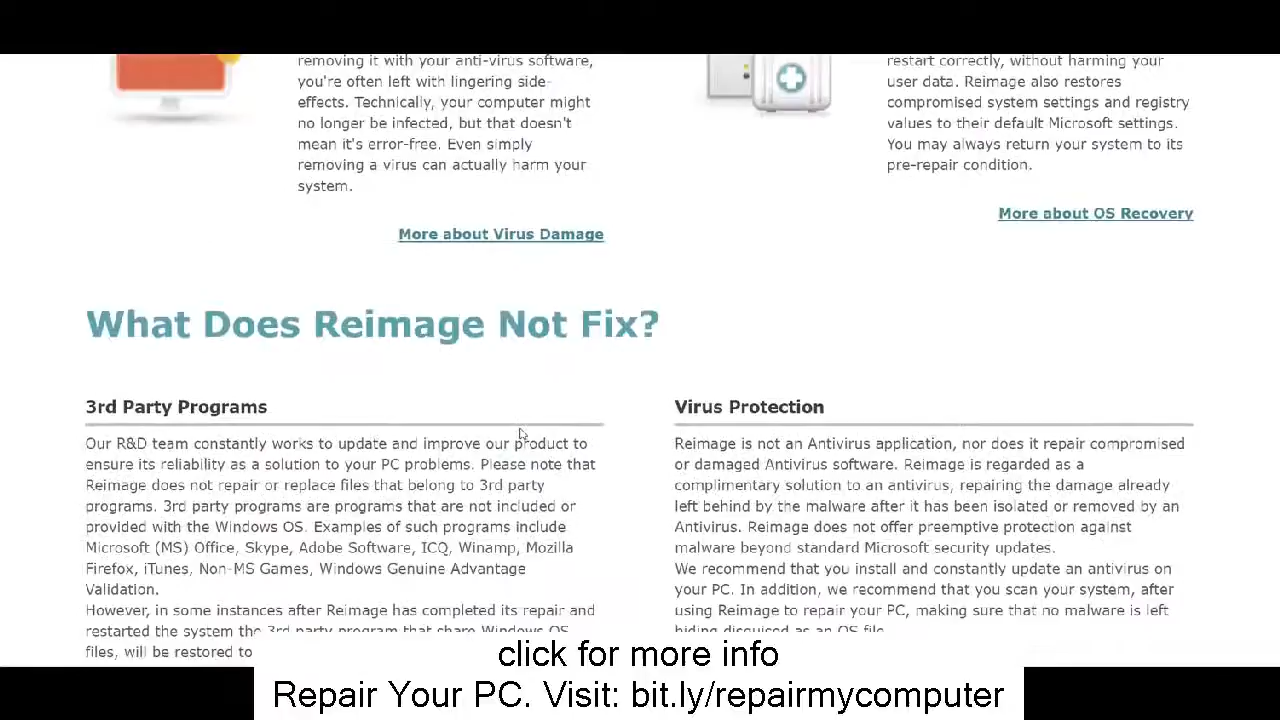 removing it with your anti-virus software,
you're often left with lingering side-
effects. Technically, your computer might
no longer be infected, but that doesn't
mean it's error-free. Even simply
removing a virus can actually harm your
system.
More about Virus Damage
restart correctly, without harming your
user data. Reimage also restores
compromised system settings and registry
values to their default Microsoft settings.
You may always return your system to its
pre-repair condition.
More about OS Recovery
What Does Reimage Not Fix?
3rd Party Programs
Our R&D team constantly works to update and improve our product to
ensure its reliability as a solution to your PC problems. Please note that
Reimage does not repair or replace files that belong to 3rd party
programs. 3rd party programs are programs that are not included or
provided with the Windows OS. Examples of such programs include
Microsoft (MS) Office, Skype, Adobe Software, ICQ, Winamp, Mozilla
Firefox, iTunes, Non-MS Games, Windows Genuine Advantage
Validation.
However, in some instances after Reimage has completed its repair and
restarted the system the 3rd party program that share Windows OS
files, will be restored to
Virus Protection
Reimage is not an Antivirus application, nor does it repair compromised
or damaged Antivirus software. Reimage is regarded as a
complimentary solution to an antivirus, repairing the damage already
left behind by the malware after it has been isolated or removed by an
Antivirus. Reimage does not offer preemptive protection against
malware beyond standard Microsoft security updates.
We recommend that you install and constantly update an antivirus on
your PC. In addition, we recommend that you scan your system, after
using Reimage to repair your PC, making sure that no malware is left
hiding disguised as an OS file.
click for more info
Repair Your PC. Visit: bit.ly/repairmycomputer